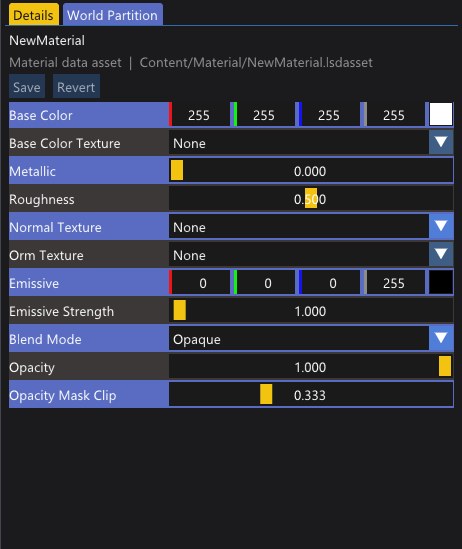 Details World Partition
NewMaterial
Material data asset | Content/Material/NewMaterial.lsdasset
Save Revert
Base Color 255 255 255 255
Base Color Texture None
Metallic 0.000
Roughness 0.500
Normal Texture None
Orm Texture None
Emissive 0 0 0 255
Emissive Strength 1.000
Blend Mode Opaque
Opacity 1.000
Opacity Mask Clip 0.333